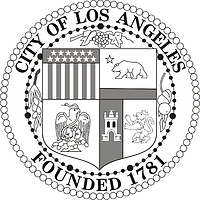 CITY OF LOS ANGELES
FOUNDED 1781